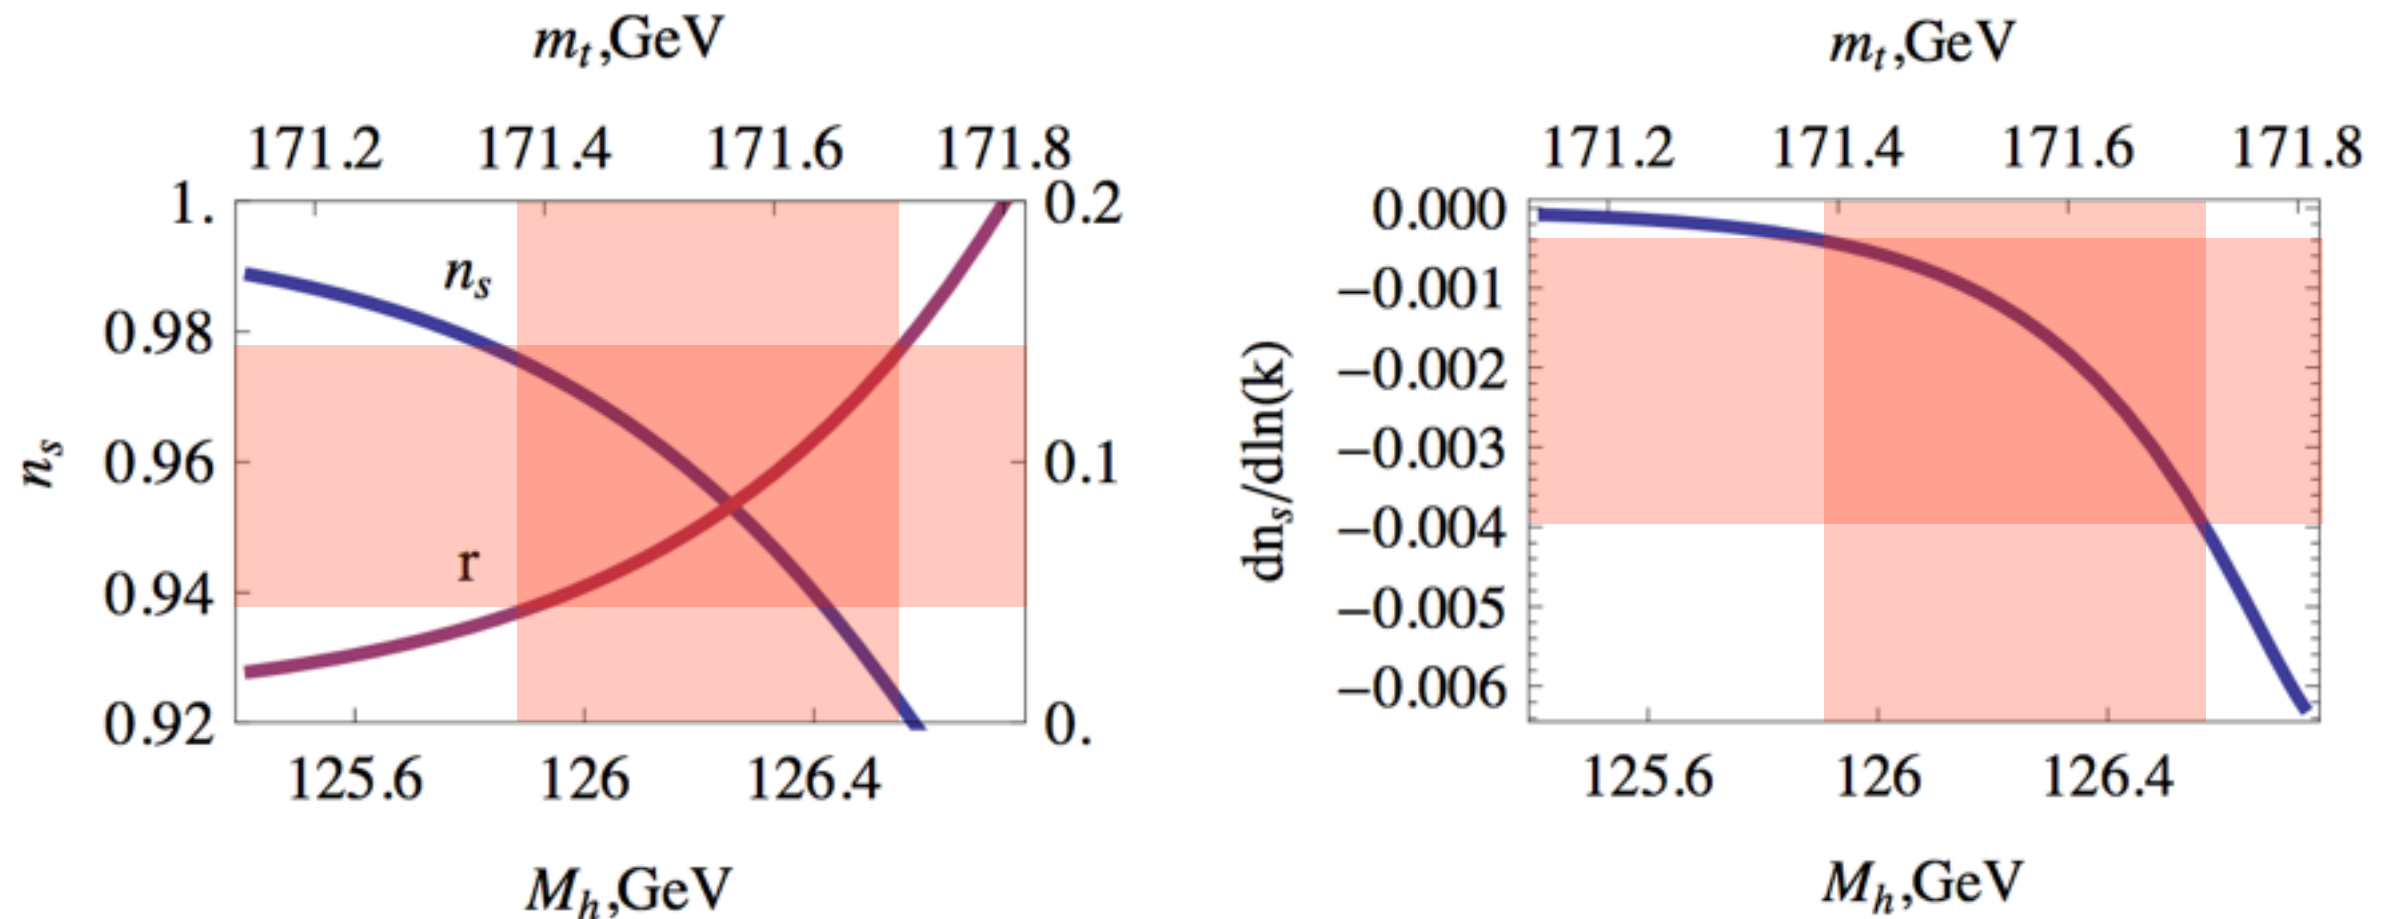 m_t,GeV
171.2 171.4 171.6 171.8
1.
0.98
0.96
0.94
0.92
n_s
n_s
r
0.2
0.1
0.
125.6 126 126.4
M_h,GeV
m_t,GeV
171.2 171.4 171.6 171.8
0.000
−0.001
−0.002
−0.003
−0.004
−0.005
−0.006
dn_s/dln(k)
125.6 126 126.4
M_h,GeV